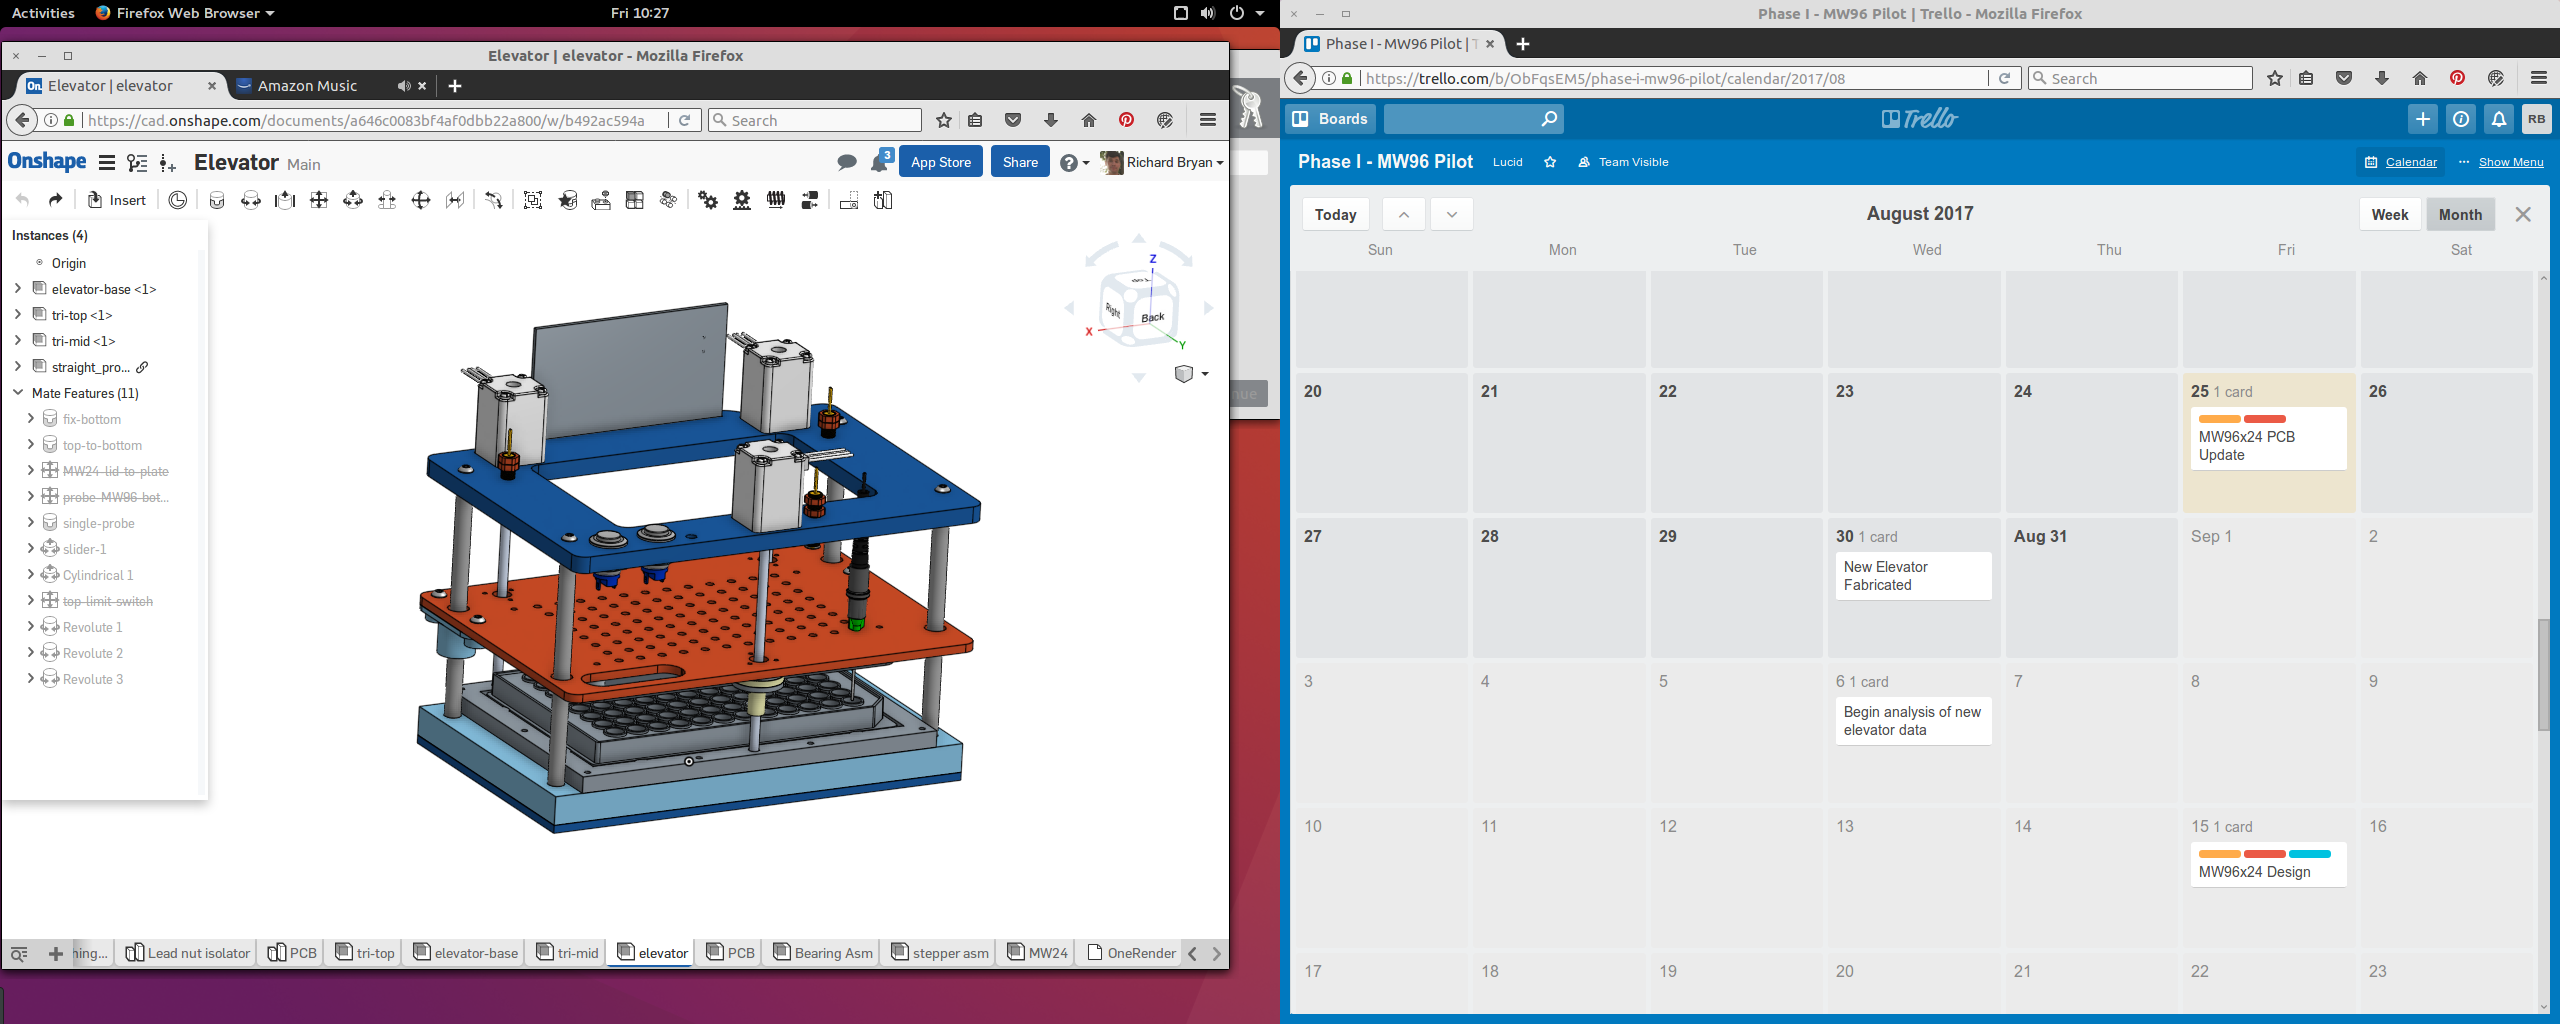 Activities Firefox Web Browser Fri 10:27
Elevator | elevator - Mozilla Firefox
On Elevator | elevator Amazon Music
https://cad.onshape.com/documents/a646c0083bf4af0dbb22a800/w/b492ac594a Search
Onshape Elevator Main 3 App Store Share Richard Bryan
Insert
Instances (4)
Origin
elevator-base <1>
tri-top <1>
tri-mid <1>
straight_pro...
Mate Features (11)
fix-bottom
top-to-bottom
MW24-lid-to-plate
probe-MW96-bot...
single-probe
slider-1
Cylindrical 1
top-limit-switch
Revolute 1
Revolute 2
Revolute 3
Z
Right
Back
X
Y
nue
hing... Lead nut isolator PCB tri-top elevator-base tri-mid elevator PCB Bearing Asm stepper asm MW24 OneRender
Phase I - MW96 Pilot | Trello - Mozilla Firefox
Phase I - MW96 Pilot | T
https://trello.com/b/ObFqsEM5/phase-i-mw96-pilot/calendar/2017/08 Search
Boards Trello RB
Phase I - MW96 Pilot Lucid Team Visible Calendar Show Menu
Today August 2017 Week Month
Sun Mon Tue Wed Thu Fri Sat
20 21 22 23 24 25 1 card 26
MW96x24 PCB
Update
27 28 29 30 1 card Aug 31 Sep 1 2
New Elevator
Fabricated
3 4 5 6 1 card 7 8 9
Begin analysis of new
elevator data
10 11 12 13 14 15 1 card 16
MW96x24 Design
17 18 19 20 21 22 23